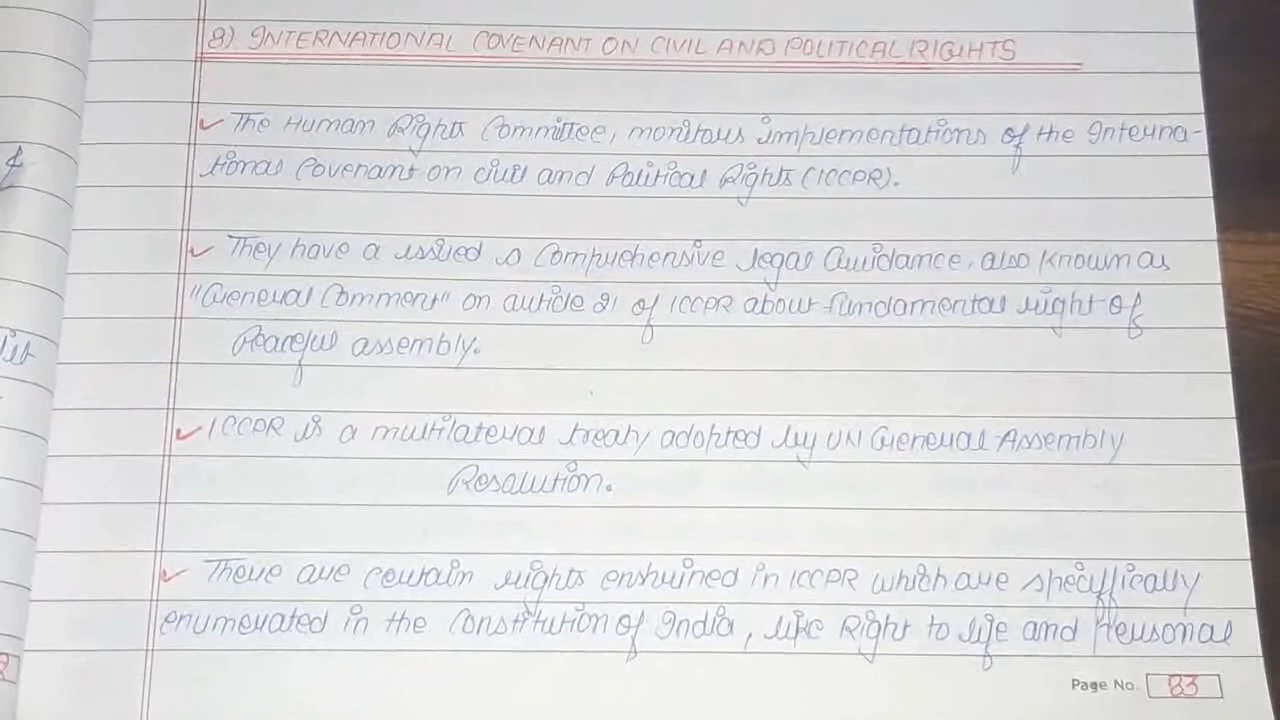 8) INTERNATIONAL COVENANT ON CIVIL AND POLITICAL RIGHTS
The Human Rights Committee, monitors implementations of the Interna-
tional Covenant on civil and Political Rights (ICCPR).
They have a issued a Comprehensive legal Guidance, also known as
"General Comment" on article 21 of ICCPR about fundamental right of
Peaceful assembly.
ICCPR is a multilateral treaty adopted by UN General Assembly
Resolution.
There are certain rights enshrined in ICCPR which are speciffically
enumerated in the Constitution of India, like Right to life and Personal
Page No. 83